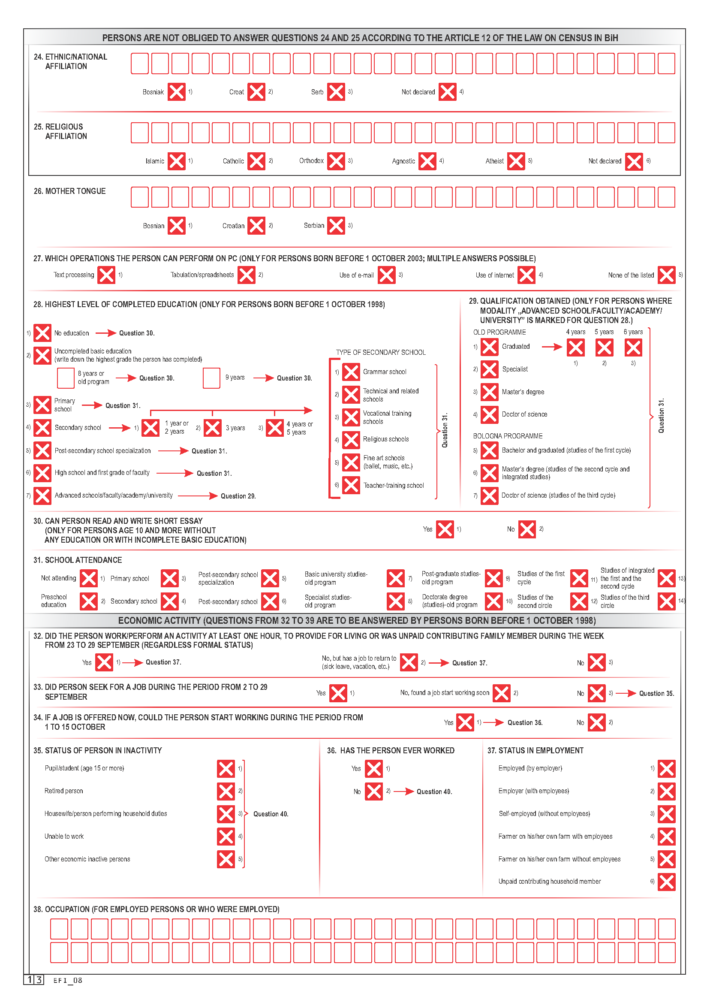 PERSONS ARE NOT OBLIGED TO ANSWER QUESTIONS 24 AND 25 ACCORDING TO THE ARTICLE 12 OF THE LAW ON CENSUS IN BiH
24. ETHNIC/NATIONAL
AFFILIATION
Bosniak 1) Croat 2) Serb 3) Not declared 4)
25. RELIGIOUS
AFFILIATION
Islamic 1) Catholic 2) Orthodox 3) Agnostic 4) Atheist 5) Not declared 6)
26. MOTHER TONGUE
Bosnian 1) Croatian 2) Serbian 3)
27. WHICH OPERATIONS THE PERSON CAN PERFORM ON PC (ONLY FOR PERSONS BORN BEFORE 1 OCTOBER 2003; MULTIPLE ANSWERS POSSIBLE)
Text processing 1) Tabulation/spreadsheets 2) Use of e-mail 3) Use of internet 4) None of the listed 5)
28. HIGHEST LEVEL OF COMPLETED EDUCATION (ONLY FOR PERSONS BORN BEFORE 1 OCTOBER 1998)
1) No education Question 30.
2) Uncompleted basic education
(write down the highest grade the person has completed)
8 years or
old program Question 30. 9 years Question 30.
3) Primary
school Question 31.
4) Secondary school 1) 1 year or
2 years 2) 3 years 3) 4 years or
5 years
5) Post-secondary school specialization Question 31.
6) High school and first grade of faculty Question 31.
7) Advanced schools/faculty/academy/university Question 29.
TYPE OF SECONDARY SCHOOL
1) Grammar school
2) Technical and related
schools
3) Vocational training
schools
4) Religious schools
5) Fine art schools
(ballet, music, etc.)
6) Teacher-training school
Question 31.
29. QUALIFICATION OBTAINED (ONLY FOR PERSONS WHERE
MODALITY „ADVANCED SCHOOL/FACULTY/ACADEMY/
UNIVERSITY” IS MARKED FOR QUESTION 28.)
OLD PROGRAMME 4 years 5 years 6 years
1) Graduated
1) 2) 3)
2) Specialist
3) Master's degree
4) Doctor of science
BOLOGNA PROGRAMME
5) Bachelor and graduated (studies of the first cycle)
6) Master's degree (studies of the second cycle and
integrated studies)
7) Doctor of science (studies of the third cycle)
Question 31.
30. CAN PERSON READ AND WRITE SHORT ESSAY
(ONLY FOR PERSONS AGE 10 AND MORE WITHOUT
ANY EDUCATION OR WITH INCOMPLETE BASIC EDUCATION)
Yes 1) No 2)
31. SCHOOL ATTENDANCE
Not attending 1) Primary school 3) Post-secondary school
specialization 5) Basic university studies-
old program 7) Post-graduate studies-
old program 9) Studies of the first
cycle 11) Studies of integrated
the first and the
second cycle 13)
Preschool
education 2) Secondary school 4) Post-secondary school 6) Specialist studies-
old program 8) Doctorate degree
(studies)-old program 10) Studies of the
second circle 12) Studies of the third
circle 14)
ECONOMIC ACTIVITY (QUESTIONS FROM 32 TO 39 ARE TO BE ANSWERED BY PERSONS BORN BEFORE 1 OCTOBER 1998)
32. DID THE PERSON WORK/PERFORM AN ACTIVITY AT LEAST ONE HOUR, TO PROVIDE FOR LIVING OR WAS UNPAID CONTRIBUTING FAMILY MEMBER DURING THE WEEK
FROM 23 TO 29 SEPTEMBER (REGARDLESS FORMAL STATUS)
Yes 1) Question 37. No, but has a job to return to
(sick leave, vacation, etc.) 2) Question 37. No 3)
33. DID PERSON SEEK FOR A JOB DURING THE PERIOD FROM 2 TO 29
SEPTEMBER
Yes 1) No, found a job start working soon 2) No 3) Question 35.
34. IF A JOB IS OFFERED NOW, COULD THE PERSON START WORKING DURING THE PERIOD FROM
1 TO 15 OCTOBER
Yes 1) Question 36. No 2)
35. STATUS OF PERSON IN INACTIVITY
Pupil/student (age 15 or more) 1)
Retired person 2)
Housewife/person performing household duties 3) Question 40.
Unable to work 4)
Other economic inactive persons 5)
36. HAS THE PERSON EVER WORKED
Yes 1)
No 2) Question 40.
37. STATUS IN EMPLOYMENT
Employed (by employer) 1)
Employer (with employees) 2)
Self-employed (without employees) 3)
Farmer on his/her own farm with employees 4)
Farmer on his/her own farm without employees 5)
Unpaid contributing household member 6)
38. OCCUPATION (FOR EMPLOYED PERSONS OR WHO WERE EMPLOYED)
13 EFI_08